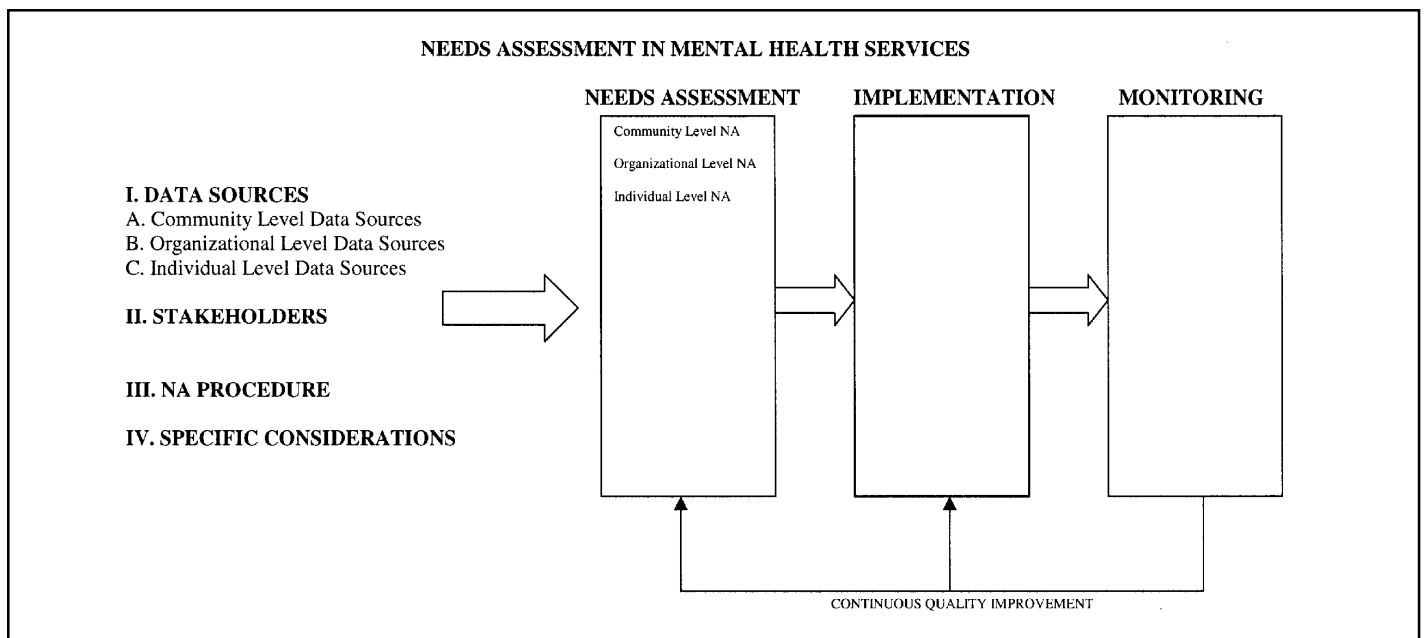 NEEDS ASSESSMENT IN MENTAL HEALTH SERVICES
NEEDS ASSESSMENT
IMPLEMENTATION
MONITORING
Community Level NA
Organizational Level NA
Individual Level NA
I. DATA SOURCES
A. Community Level Data Sources
B. Organizational Level Data Sources
C. Individual Level Data Sources
II. STAKEHOLDERS
III. NA PROCEDURE
IV. SPECIFIC CONSIDERATIONS
CONTINUOUS QUALITY IMPROVEMENT